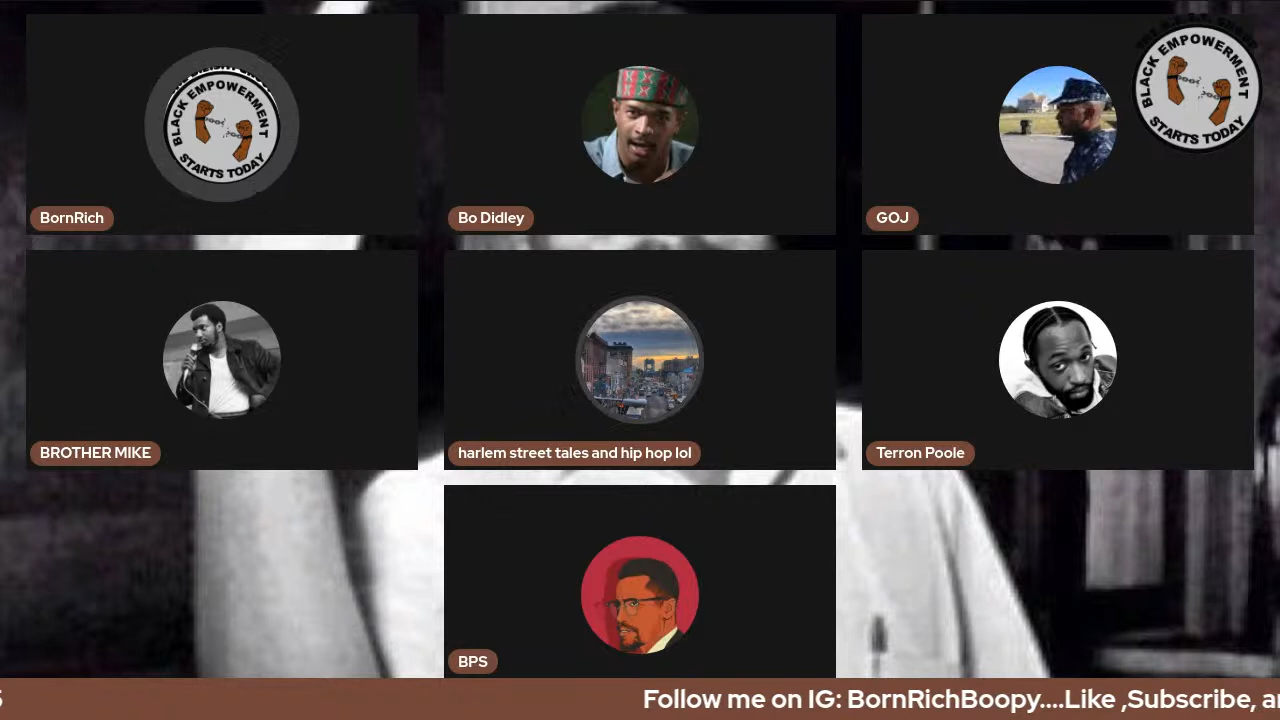 BLACK EMPOWERMENT
STARTS TODAY
BornRich
Bo Didley
GOJ
BLACK EMPOWERMENT
STARTS TODAY
BROTHER MIKE
harlem street tales and hip hop lol
Terron Poole
BPS
Follow me on IG: BornRichBoopy....Like ,Subscribe,